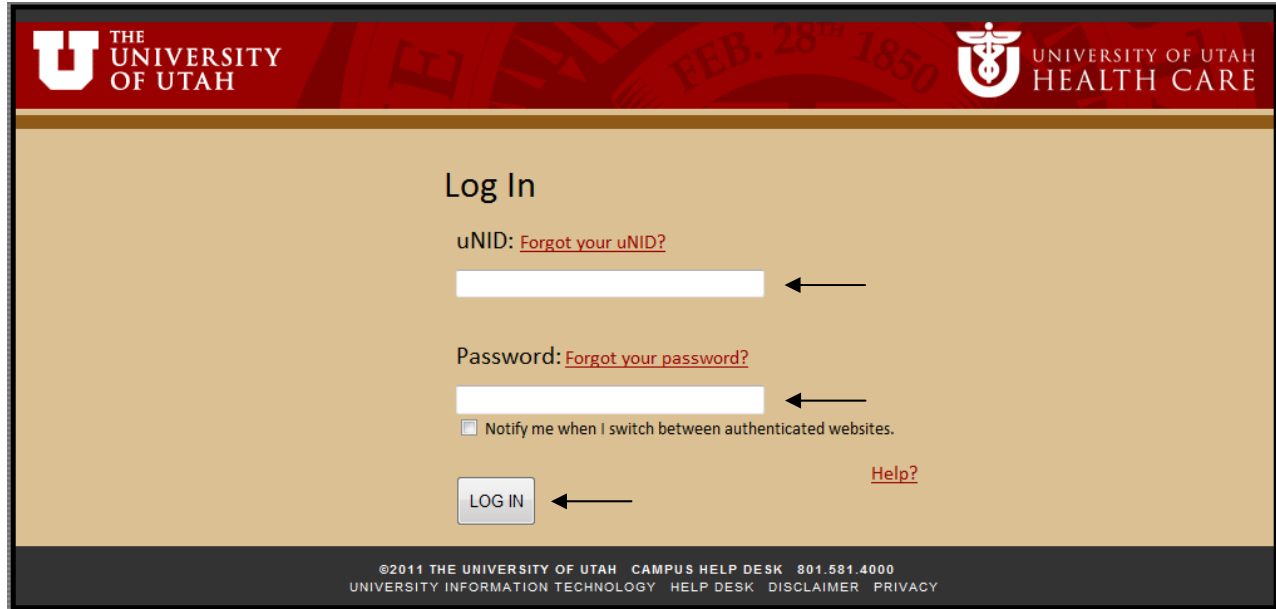 THE
UNIVERSITY
OF UTAH
FEB. 28TH 1850
UNIVERSITY OF UTAH
HEALTH CARE
Log In
uNID: Forgot your uNID?
Password: Forgot your password?
Notify me when I switch between authenticated websites.
Help?
LOG IN
©2011 THE UNIVERSITY OF UTAH CAMPUS HELP DESK 801.581.4000
UNIVERSITY INFORMATION TECHNOLOGY HELP DESK DISCLAIMER PRIVACY